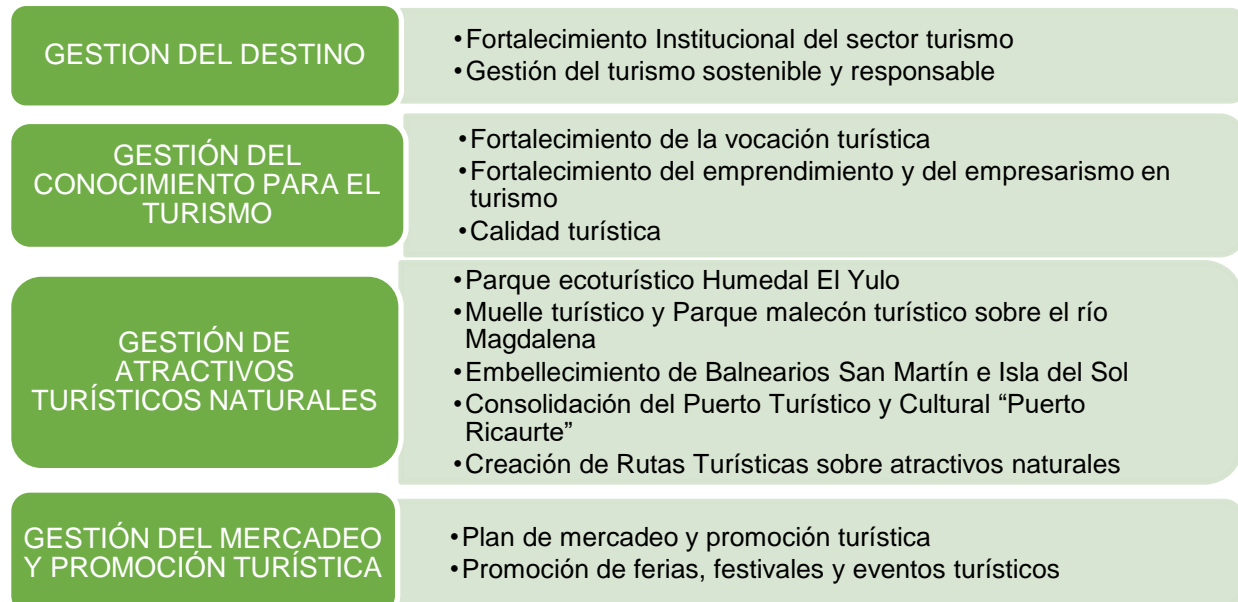 GESTION DEL DESTINO
•Fortalecimiento Institucional del sector turismo
•Gestión del turismo sostenible y responsable
GESTIÓN DEL
CONOCIMIENTO PARA EL
TURISMO
•Fortalecimiento de la vocación turística
•Fortalecimiento del emprendimiento y del empresarismo en
turismo
•Calidad turística
GESTIÓN DE
ATRACTIVOS
TURÍSTICOS NATURALES
•Parque ecoturístico Humedal El Yulo
•Muelle turístico y Parque malecón turístico sobre el río
Magdalena
•Embellecimiento de Balnearios San Martín e Isla del Sol
•Consolidación del Puerto Turístico y Cultural “Puerto
Ricaurte”
•Creación de Rutas Turísticas sobre atractivos naturales
GESTIÓN DEL MERCADEO
Y PROMOCIÓN TURÍSTICA
•Plan de mercadeo y promoción turística
•Promoción de ferias, festivales y eventos turísticos